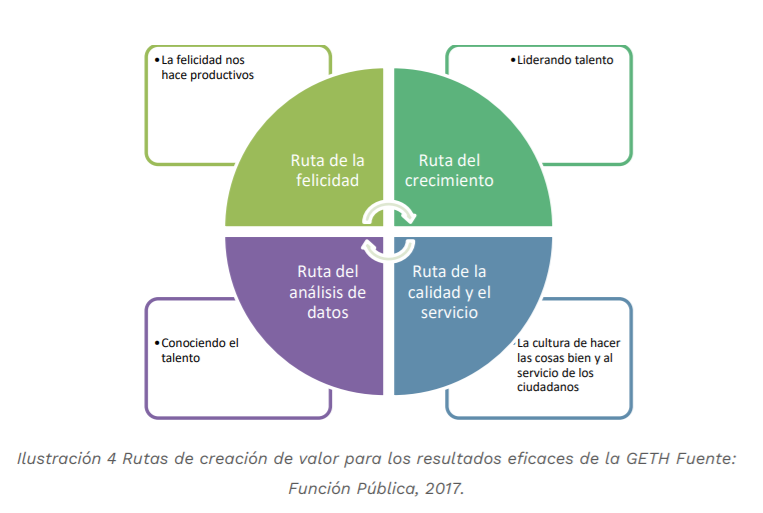 • La felicidad nos
hace productivos
• Liderando talento
Ruta de la
felicidad
Ruta del
crecimiento
Ruta del
análisis de
datos
Ruta de la
calidad y el
servicio
• Conociendo el
talento
• La cultura de hacer
las cosas bien y al
servicio de los
ciudadanos
Ilustración 4 Rutas de creación de valor para los resultados eficaces de la GETH Fuente:
Función Pública, 2017.